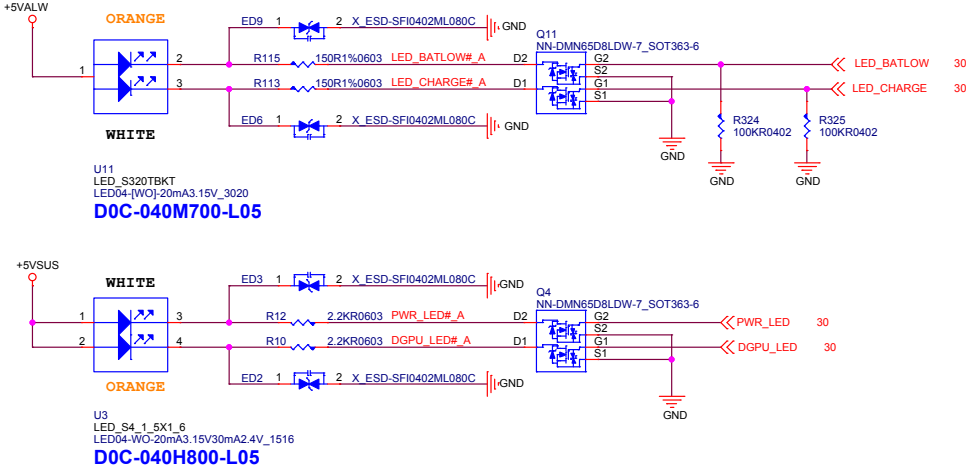 +5VALW
ORANGE
1
2
3
WHITE
ED9 1 2 X_ESD-SFI0402ML080C GND
R115 150R1%0603 LED_BATLOW#_A D2
R113 150R1%0603 LED_CHARGE#_A D1
ED6 1 2 X_ESD-SFI0402ML080C GND
Q11
NN-DMN65D8LDW-7_SOT363-6
G2
S2
G1
S1
LED_BATLOW 30
LED_CHARGE 30
R324
100KR0402
R325
100KR0402
GND
GND
GND
U11
LED_S320TBKT
LED04-[WO]-20mA3.15V_3020
D0C-040M700-L05
+5VSUS
WHITE
1
2
3
4
ORANGE
ED3 1 2 X_ESD-SFI0402ML080C GND
R12 2.2KR0603 PWR_LED#_A D2
R10 2.2KR0603 DGPU_LED#_A D1
ED2 1 2 X_ESD-SFI0402ML080C GND
Q4
NN-DMN65D8LDW-7_SOT363-6
G2
S2
G1
S1
PWR_LED 30
DGPU_LED 30
GND
U3
LED_S4_1_5X1_6
LED04-WO-20mA3.15V30mA2.4V_1516
D0C-040H800-L05